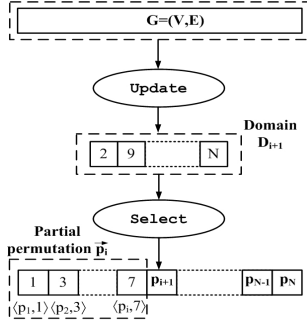 G=(V,E)
Update
Domain
D_{i+1}
2 9 N
Select
Partial
permutation \vec{p_i}
1 3 7 p_{i+1} p_{N-1} p_N
⟨p_1,1⟩ ⟨p_2,3⟩ ⟨p_i,7⟩